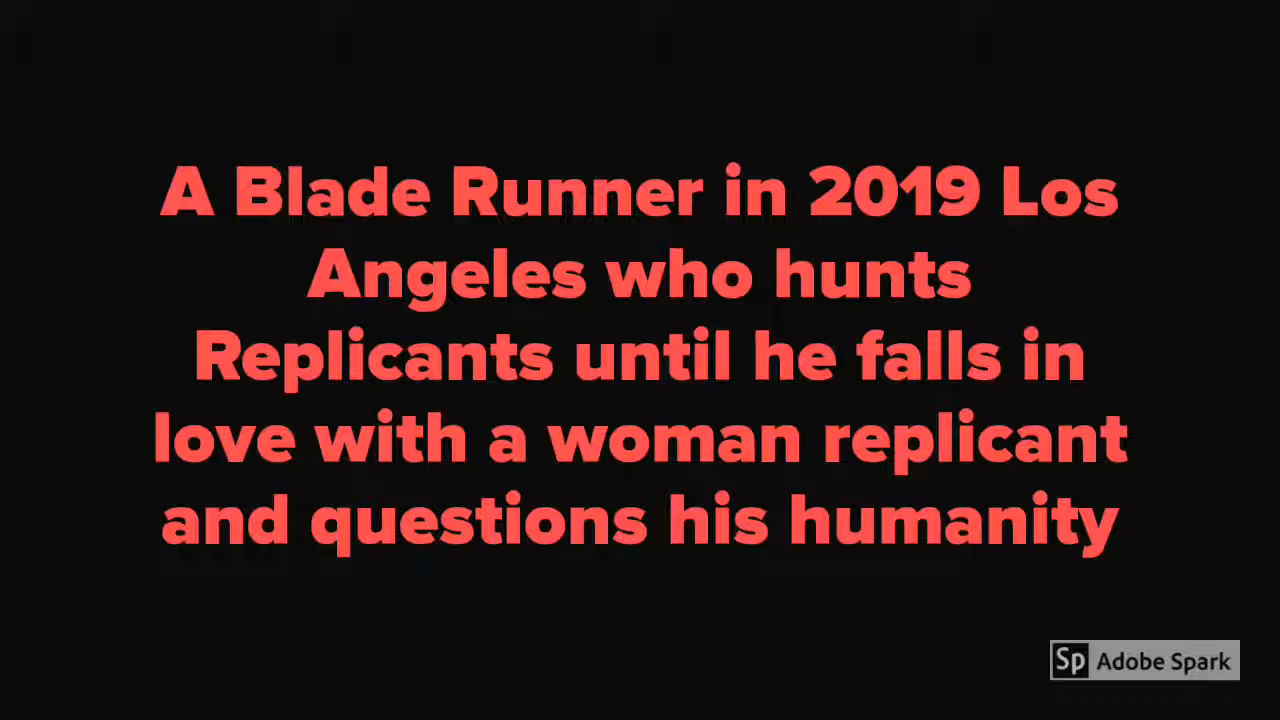 A Blade Runner in 2019 Los
Angeles who hunts
Replicants until he falls in
love with a woman replicant
and questions his humanity
Sp Adobe Spark